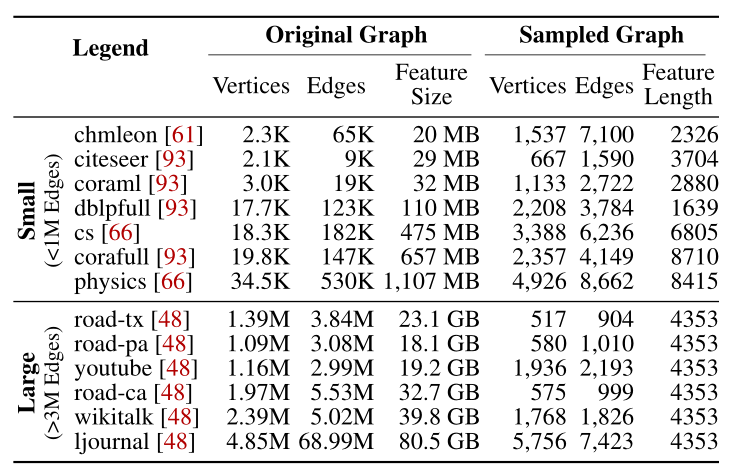 Legend Original Graph Sampled Graph
Vertices Edges Feature Size Vertices Edges Feature Length
Small (<1M Edges)
chmleon [61] 2.3K 65K 20 MB 1,537 7,100 2326
citeseer [93] 2.1K 9K 29 MB 667 1,590 3704
coraml [93] 3.0K 19K 32 MB 1,133 2,722 2880
dblpfull [93] 17.7K 123K 110 MB 2,208 3,784 1639
cs [66] 18.3K 182K 475 MB 3,388 6,236 6805
corafull [93] 19.8K 147K 657 MB 2,357 4,149 8710
physics [66] 34.5K 530K 1,107 MB 4,926 8,662 8415
Large (>3M Edges)
road-tx [48] 1.39M 3.84M 23.1 GB 517 904 4353
road-pa [48] 1.09M 3.08M 18.1 GB 580 1,010 4353
youtube [48] 1.16M 2.99M 19.2 GB 1,936 2,193 4353
road-ca [48] 1.97M 5.53M 32.7 GB 575 999 4353
wikitalk [48] 2.39M 5.02M 39.8 GB 1,768 1,826 4353
ljournal [48] 4.85M 68.99M 80.5 GB 5,756 7,423 4353